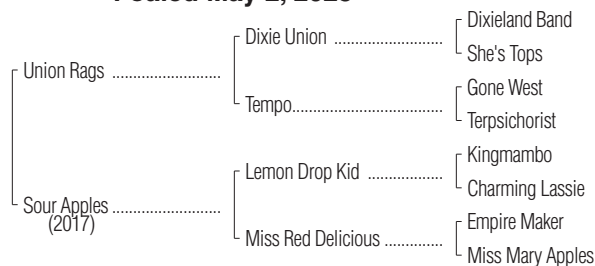 Foaled May 2, 2023
Dixieland Band
Dixie Union
She's Tops
Union Rags
Gone West
Tempo
Terpsichorist
Kingmambo
Lemon Drop Kid
Charming Lassie
Sour Apples
(2017)
Empire Maker
Miss Red Delicious
Miss Mary Apples